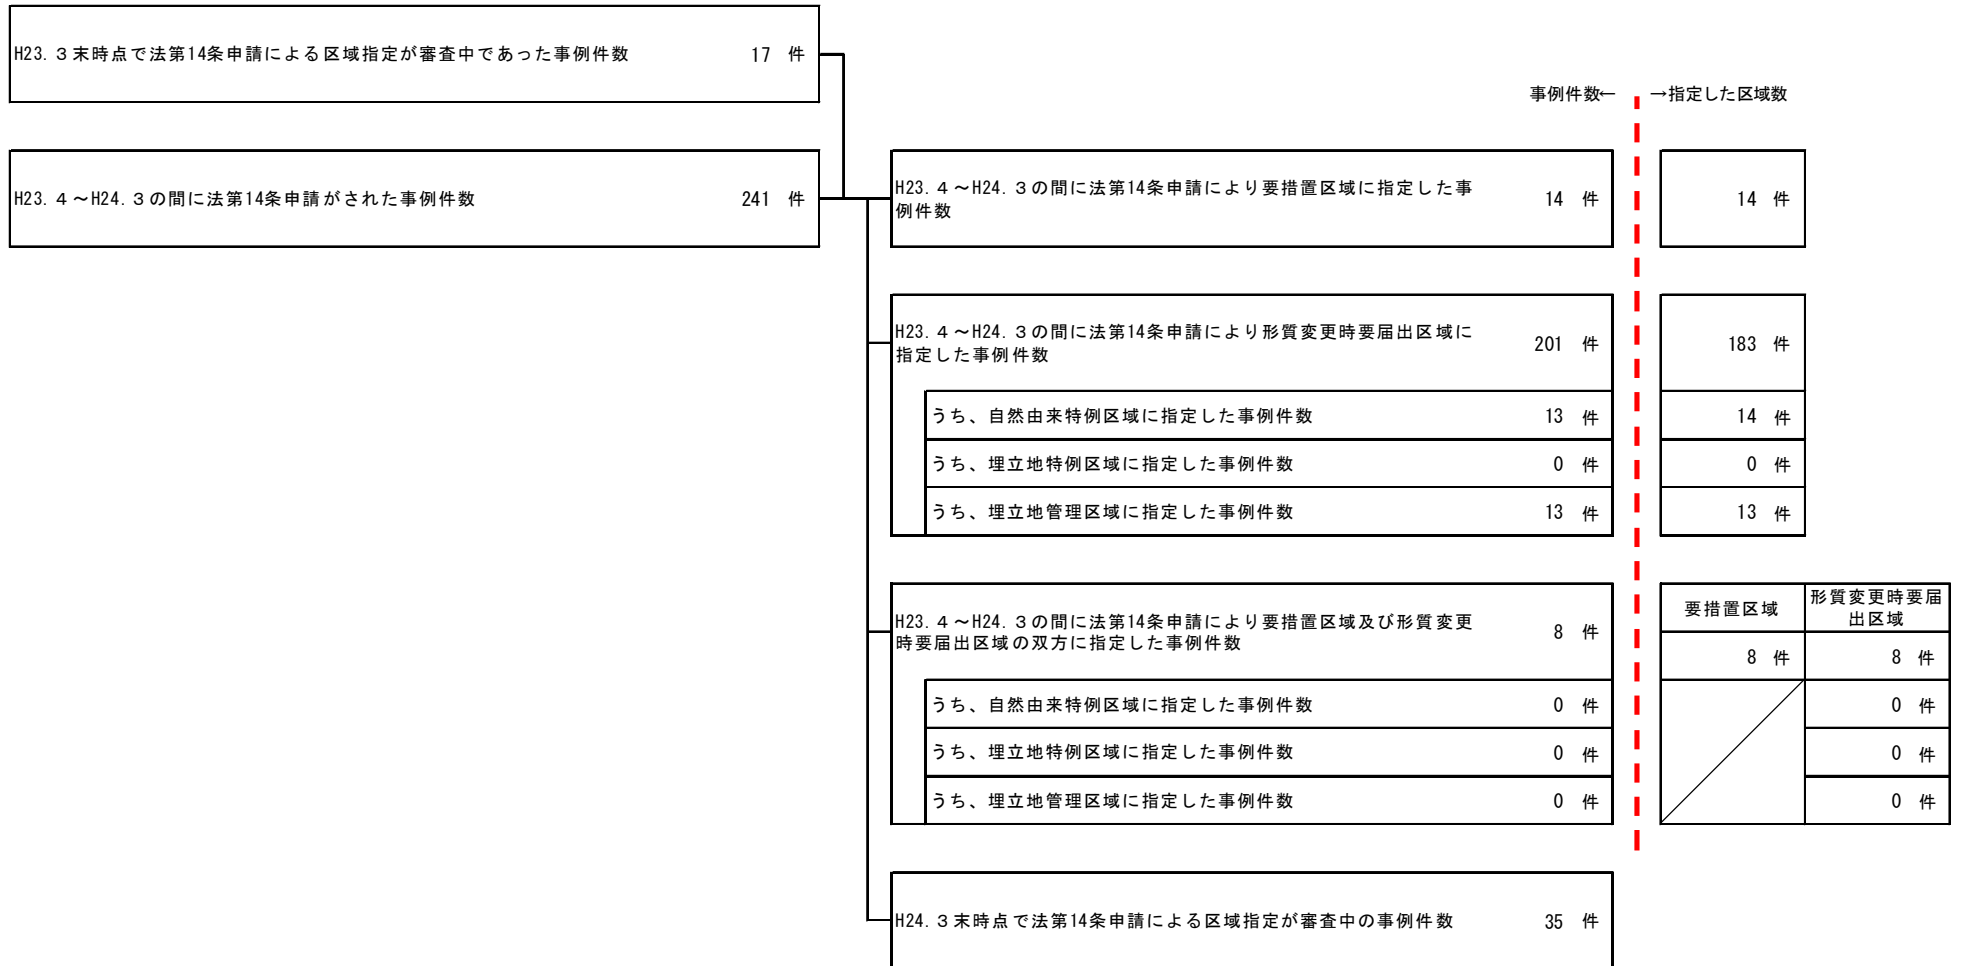 H23.３末時点で法第14条申請による区域指定が審査中であった事例件数 17 件
事例件数← →指定した区域数
H23.４～H24.３の間に法第14条申請がされた事例件数 241 件
H23.４～H24.３の間に法第14条申請により要措置区域に指定した事
例件数 14 件 14 件
H23.４～H24.３の間に法第14条申請により形質変更時要届出区域に
指定した事例件数 201 件 183 件
うち、自然由来特例区域に指定した事例件数 13 件 14 件
うち、埋立地特例区域に指定した事例件数 0 件 0 件
うち、埋立地管理区域に指定した事例件数 13 件 13 件
要措置区域 形質変更時要届
出区域
H23.４～H24.３の間に法第14条申請により要措置区域及び形質変更
時要届出区域の双方に指定した事例件数 8 件 8 件 8 件
うち、自然由来特例区域に指定した事例件数 0 件 0 件
うち、埋立地特例区域に指定した事例件数 0 件 0 件
うち、埋立地管理区域に指定した事例件数 0 件 0 件
H24.３末時点で法第14条申請による区域指定が審査中の事例件数 35 件